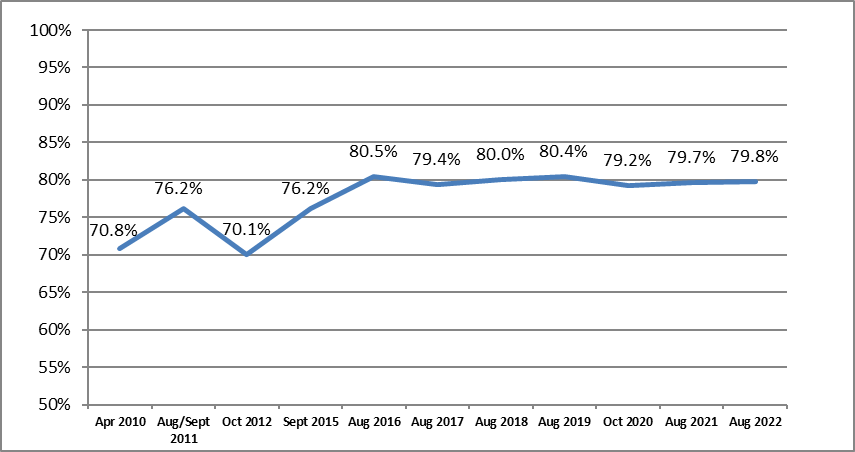 100%
95%
90%
85%
80%
75%
70%
65%
60%
55%
50%
70.8%
76.2%
70.1%
76.2%
80.5%
79.4%
80.0%
80.4%
79.2%
79.7%
79.8%
Apr 2010
Aug/Sept
2011
Oct 2012
Sept 2015
Aug 2016
Aug 2017
Aug 2018
Aug 2019
Oct 2020
Aug 2021
Aug 2022